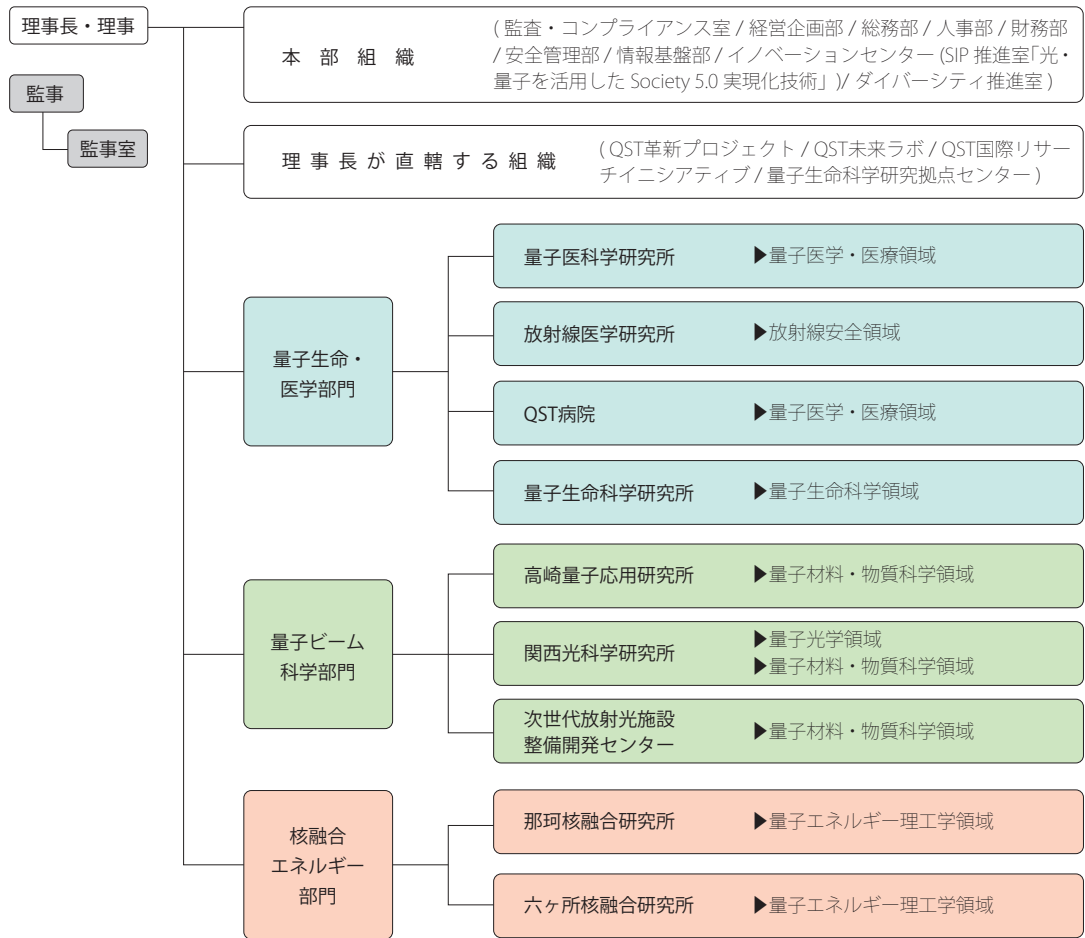 理事長・理事
監事
監事室
本部組織
( 監査・コンプライアンス室 / 経営企画部 / 総務部 / 人事部 / 財務部
/ 安全管理部 / 情報基盤部 / イノベーションセンター (SIP 推進室「光・
量子を活用した Society 5.0 実現化技術」)/ ダイバーシティ推進室 )
理事長が直轄する組織
( QST革新プロジェクト / QST未来ラボ / QST国際リサー
チイニシアティブ / 量子生命科学研究拠点センター )
量子生命・
医学部門
量子医科学研究所 ▶量子医学・医療領域
放射線医学研究所 ▶放射線安全領域
QST病院 ▶量子医学・医療領域
量子生命科学研究所 ▶量子生命科学領域
量子ビーム
科学部門
高崎量子応用研究所 ▶量子材料・物質科学領域
関西光科学研究所 ▶量子光学領域
▶量子材料・物質科学領域
次世代放射光施設
整備開発センター ▶量子材料・物質科学領域
核融合
エネルギー
部門
那珂核融合研究所 ▶量子エネルギー理工学領域
六ヶ所核融合研究所 ▶量子エネルギー理工学領域